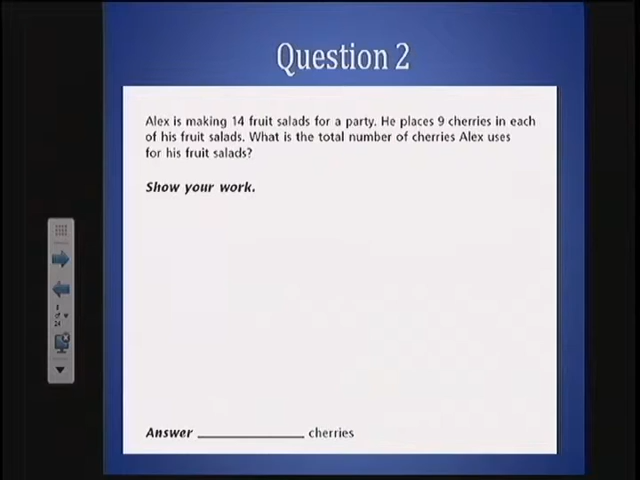 Question 2
Alex is making 14 fruit salads for a party. He places 9 cherries in each
of his fruit salads. What is the total number of cherries Alex uses
for his fruit salads?
Show your work.
Answer ______________ cherries